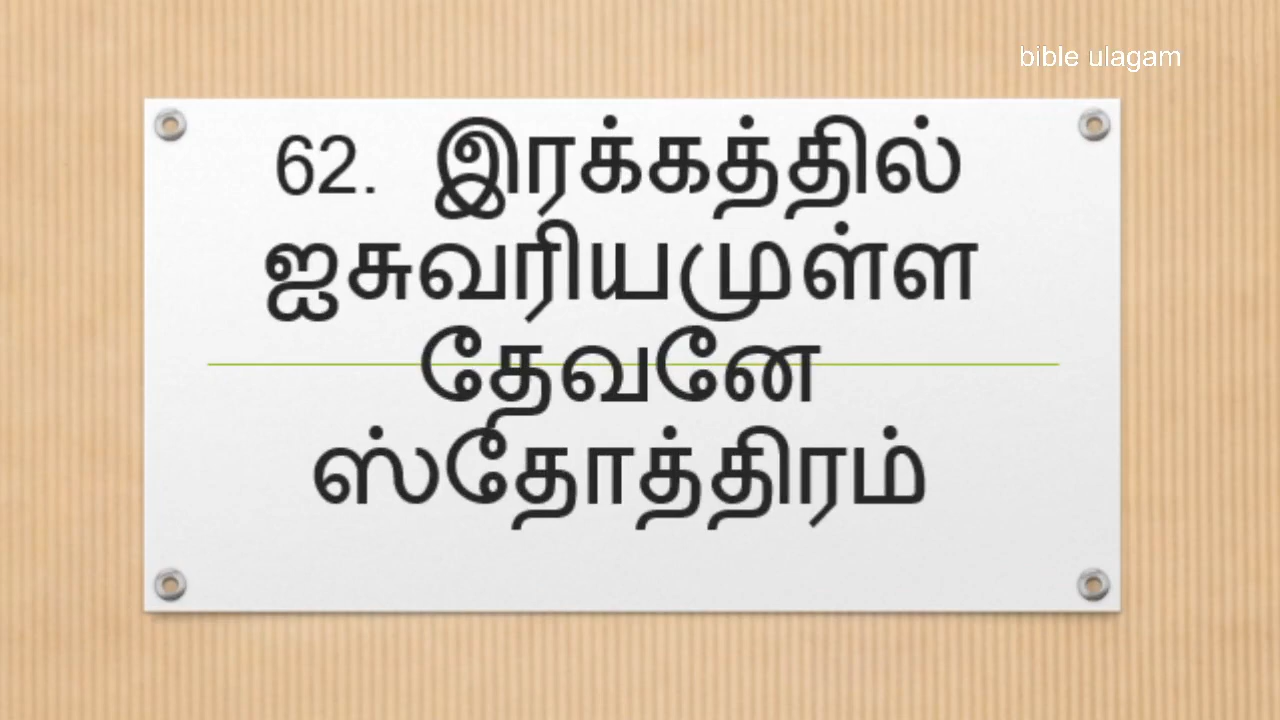 bible ulagam
62. இரக்கத்தில்
ஐசுவரியமுள்ள
தேவனே
ஸ்தோத்திரம்